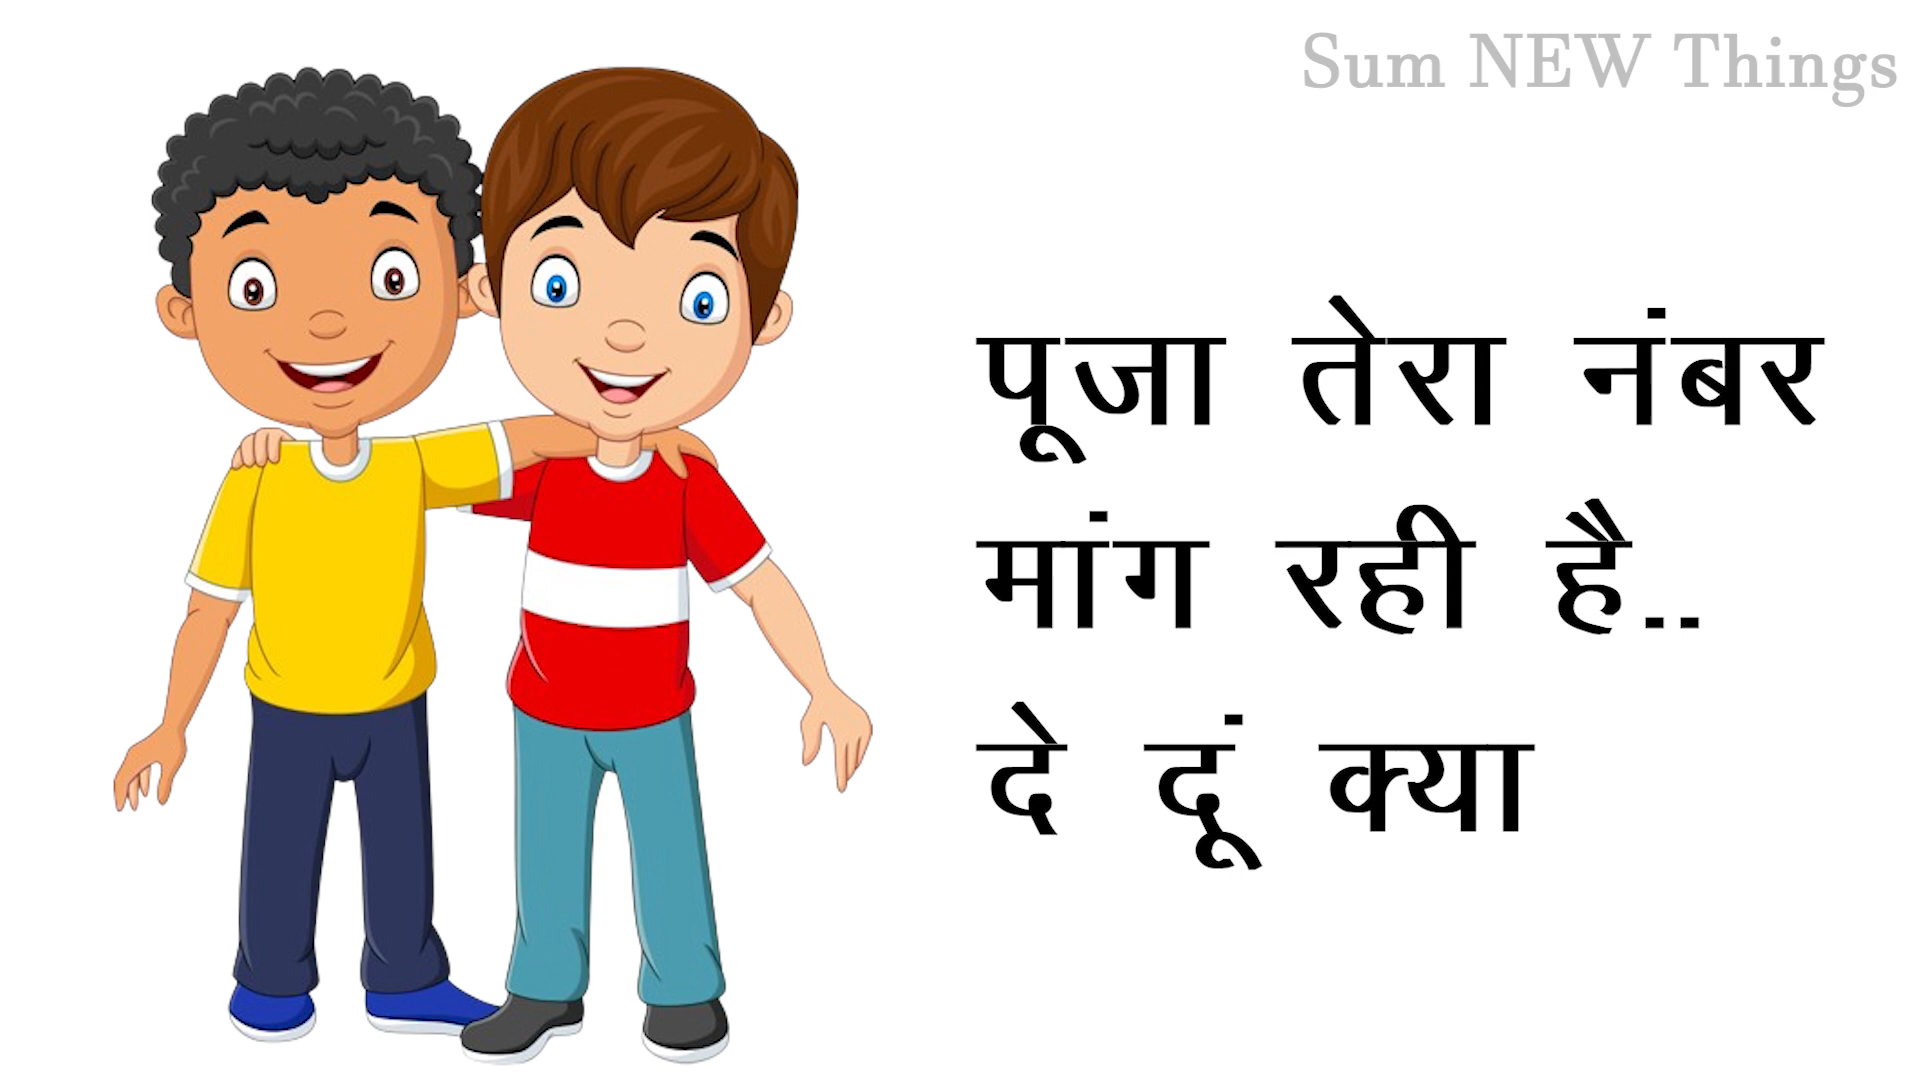 Sum NEW Things
पूजा तेरा नंबर
मांग रही है..
दे दूं क्या